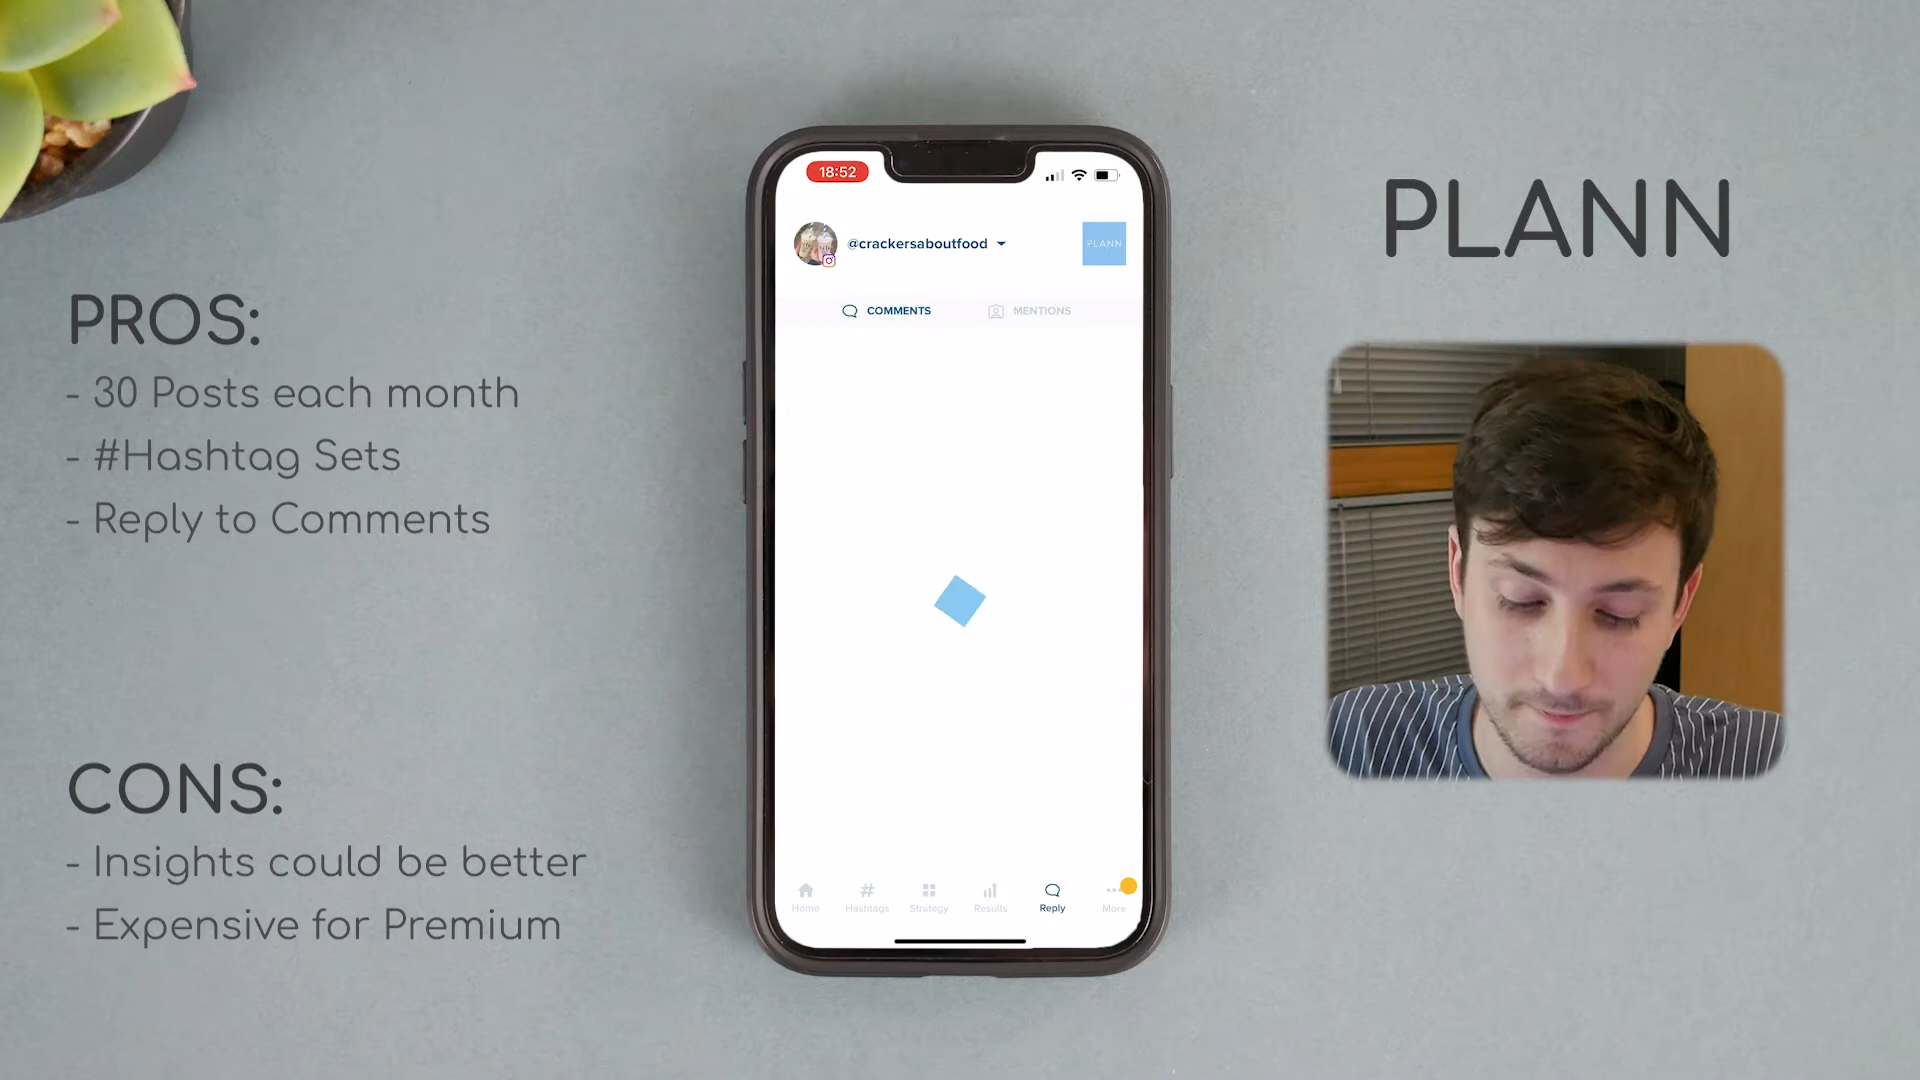 PROS:
- 30 Posts each month
- #Hashtag Sets
- Reply to Comments
CONS:
- Insights could be better
- Expensive for Premium
18:52
@crackersaboutfood
PLANN
COMMENTS
MENTIONS
Home
Hashtags
Strategy
Results
Reply
More
PLANN